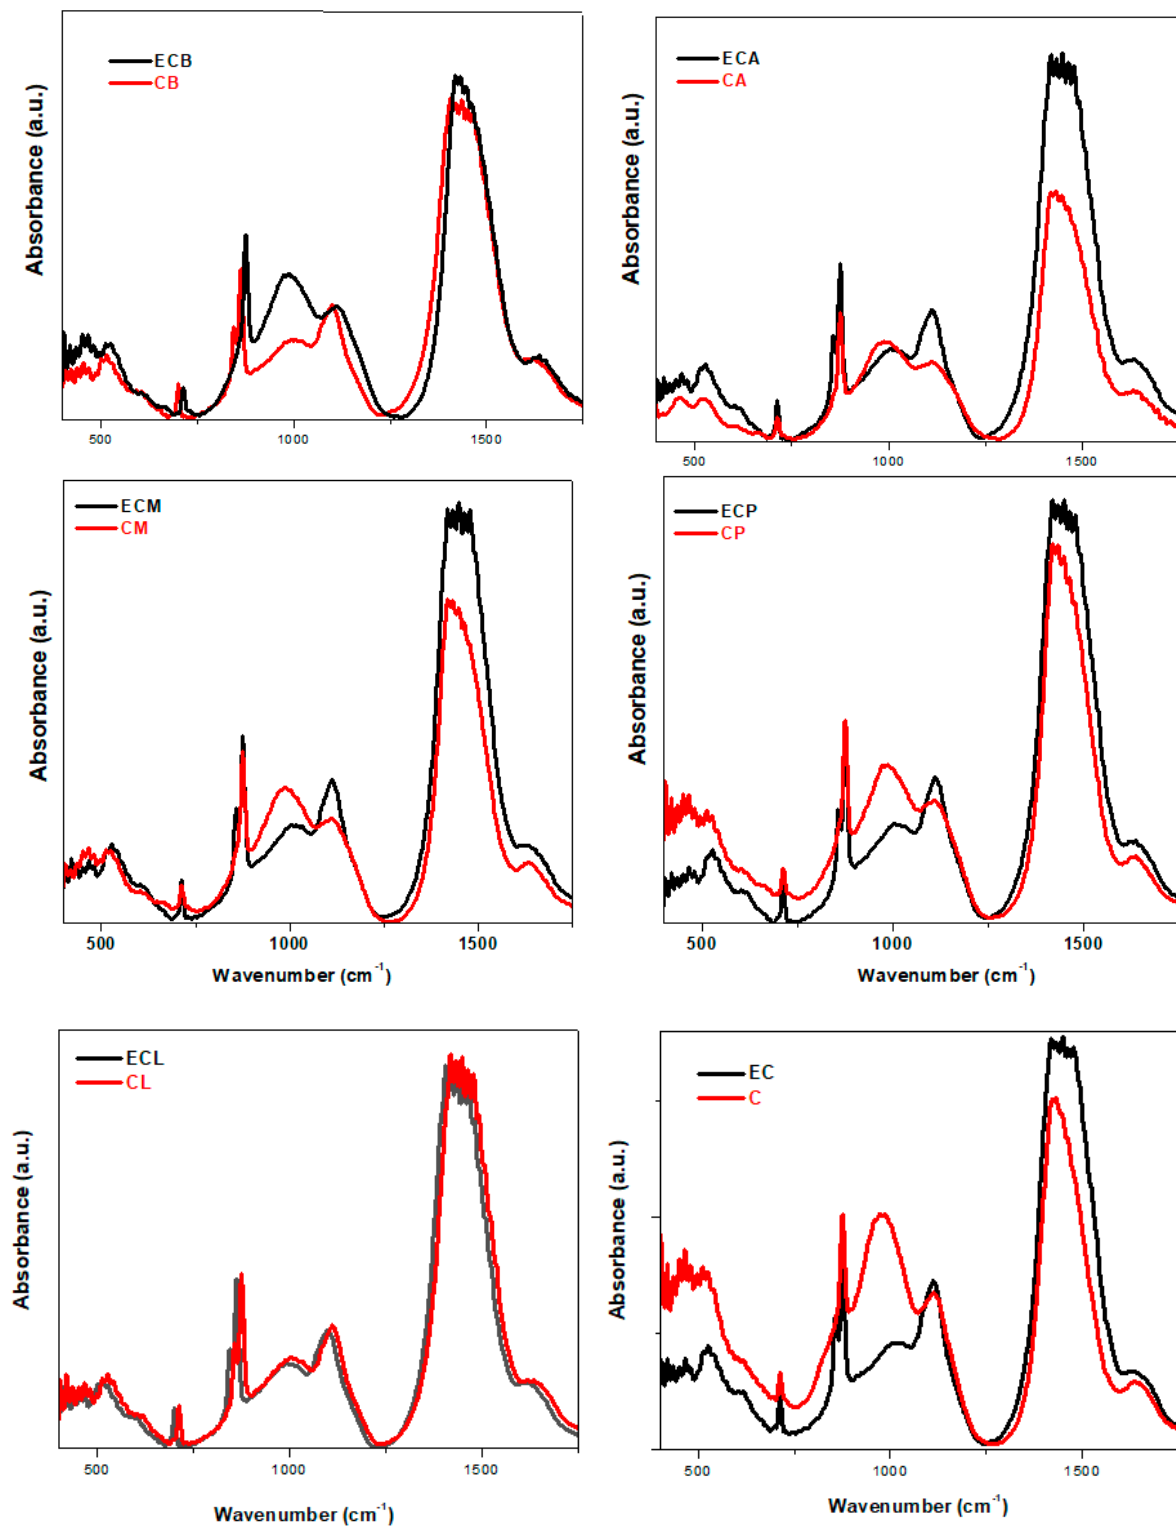 ECB
CB
Absorbance (a.u.)
500
1000
1500
ECA
CA
Absorbance (a.u.)
500
1000
1500
ECM
CM
Absorbance (a.u.)
500
1000
1500
Wavenumber (cm⁻¹)
ECP
CP
Absorbance (a.u.)
500
1000
1500
Wavenumber (cm⁻¹)
ECL
CL
Absorbance (a.u.)
500
1000
1500
Wavenumber (cm⁻¹)
EC
C
Absorbance (a.u.)
500
1000
1500
Wavenumber (cm⁻¹)